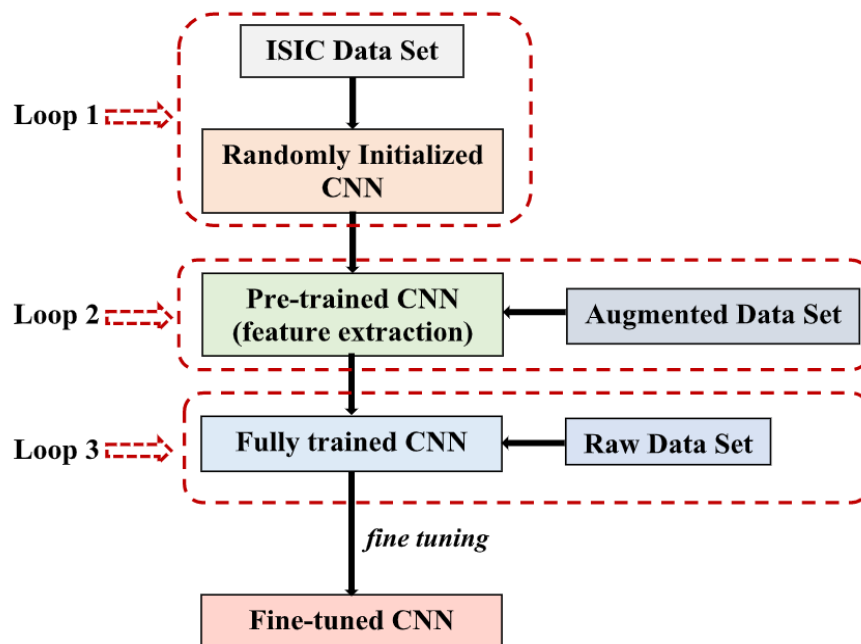 ISIC Data Set
Loop 1
Randomly Initialized
CNN
Pre-trained CNN
(feature extraction)
Loop 2
Augmented Data Set
Loop 3
Fully trained CNN
Raw Data Set
fine tuning
Fine-tuned CNN